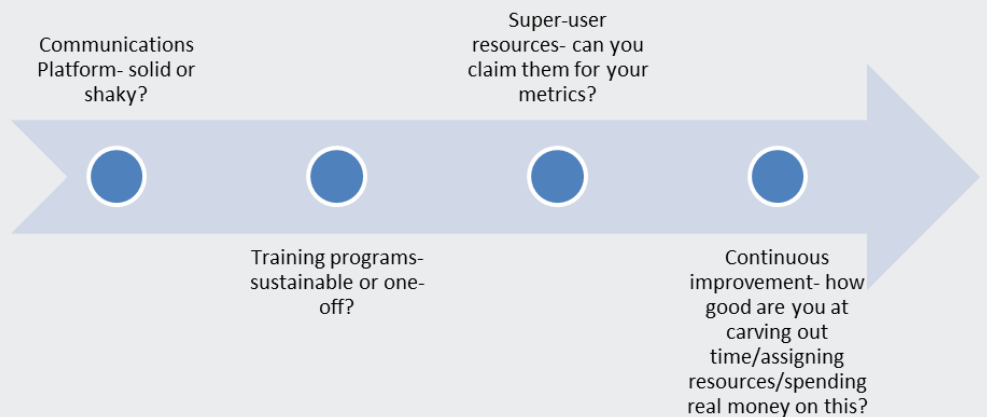 Communications
Platform- solid or
shaky?
Training programs-
sustainable or one-
off?
Super-user
resources- can you
claim them for your
metrics?
Continuous
improvement- how
good are you at
carving out
time/assigning
resources/spending
real money on this?